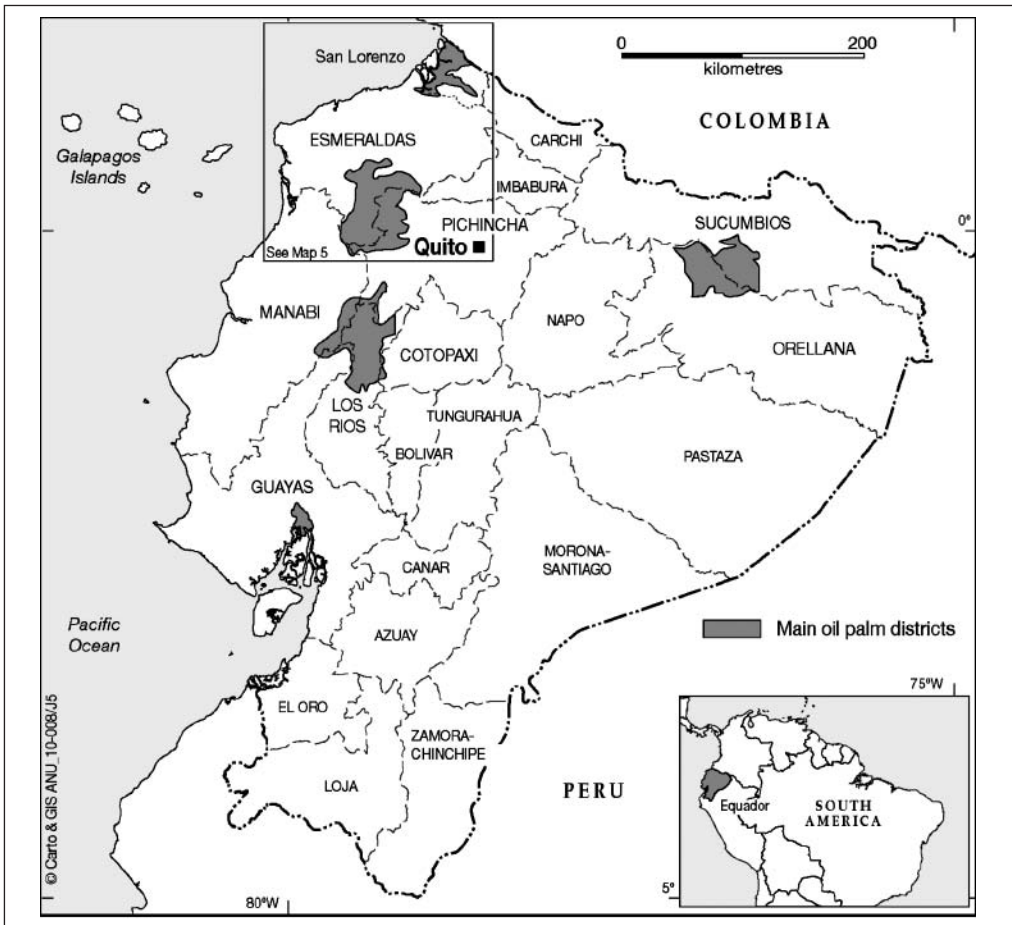 San Lorenzo
0
200
kilometres
COLOMBIA
Galapagos
Islands
ESMERALDAS
CARCHI
IMBABURA
PICHINCHA
SUCUMBIOS
0°
See Map 5
Quito
MANABI
NAPO
COTOPAXI
ORELLANA
LOS
RIOS
TUNGURAHUA
BOLIVAR
PASTAZA
GUAYAS
CANAR
MORONA-
SANTIAGO
Pacific
Ocean
AZUAY
Main oil palm districts
75°W
EL ORO
ZAMORA-
CHINCHIPE
LOJA
PERU
Equador
SOUTH
AMERICA
© Carto & GIS ANU_10-008/J5
80°W
5°